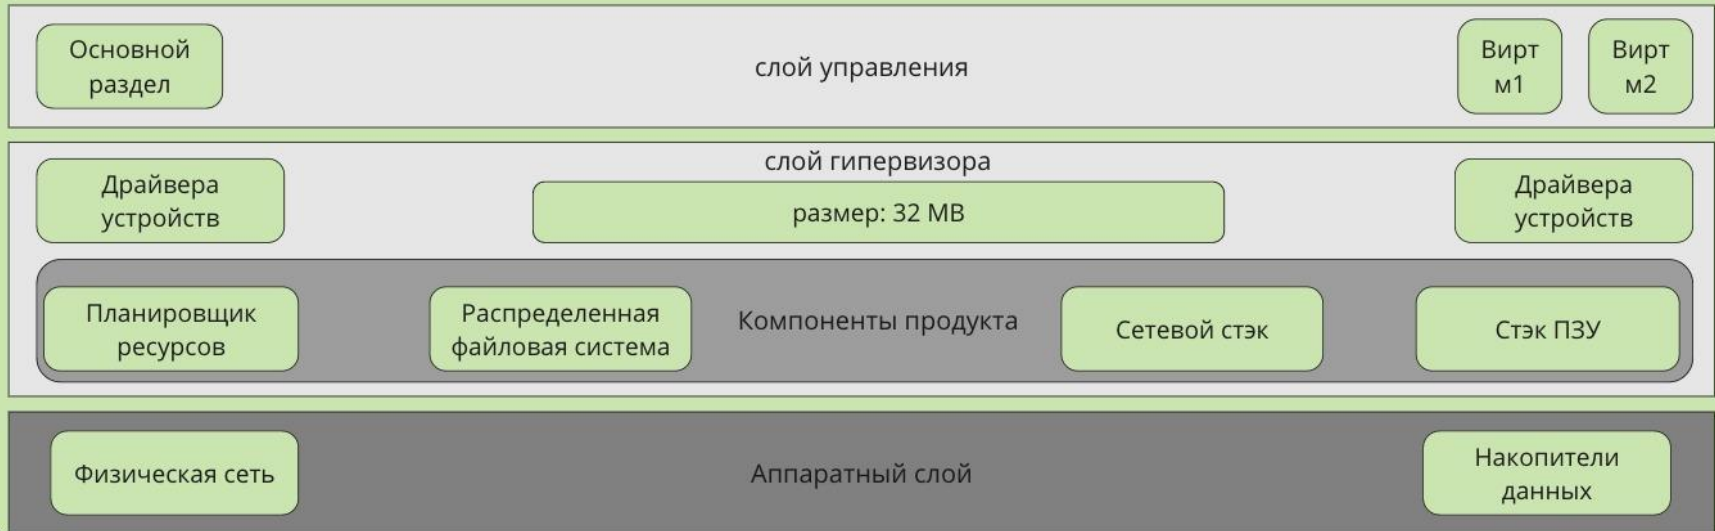 Основной
раздел
слой управления
Вирт
м1
Вирт
м2
слой гипервизора
Драйвера
устройств
размер: 32 MB
Драйвера
устройств
Планировщик
ресурсов
Распределенная
файловая система
Компоненты продукта
Сетевой стэк
Стэк ПЗУ
Физическая сеть
Аппаратный слой
Накопители
данных